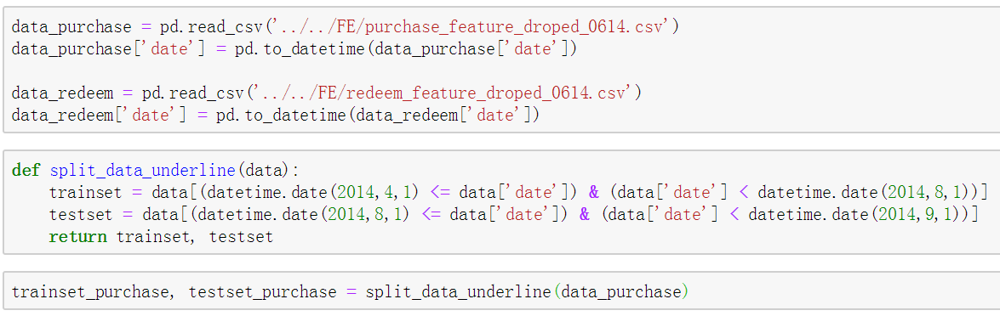 data_purchase = pd.read_csv('../../FE/purchase_feature_droped_0614.csv')
data_purchase['date'] = pd.to_datetime(data_purchase['date'])
data_redeem = pd.read_csv('../../FE/redeem_feature_droped_0614.csv')
data_redeem['date'] = pd.to_datetime(data_redeem['date'])
def split_data_underline(data):
    trainset = data[(datetime.date(2014,4,1) <= data['date']) & (data['date'] < datetime.date(2014,8,1))]
    testset = data[(datetime.date(2014,8,1) <= data['date']) & (data['date'] < datetime.date(2014,9,1))]
    return trainset, testset
trainset_purchase, testset_purchase = split_data_underline(data_purchase)